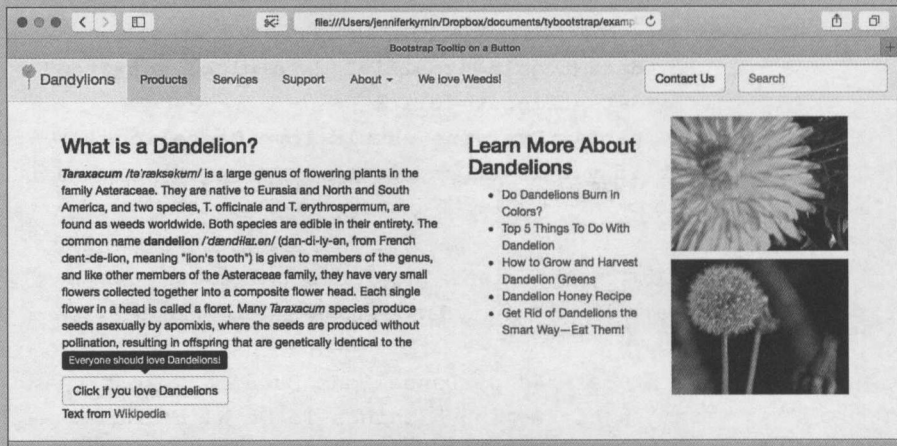 file:///Users/jenniferkyrnin/Dropbox/documents/tybootstrap/examp
Bootstrap Tooltip on a Button
Dandylions Products Services Support About We love Weeds! Contact Us Search
What is a Dandelion?
Taraxacum /tə'ræksəkʊm/ is a large genus of flowering plants in the
family Asteraceae. They are native to Eurasia and North and South
America, and two species, T. officinale and T. erythrospermum, are
found as weeds worldwide. Both species are edible in their entirety. The
common name dandelion /'dændɨlaɪ.ən/ (dan-di-ly-ən, from French
dent-de-lion, meaning "lion's tooth") is given to members of the genus,
and like other members of the Asteraceae family, they have very small
flowers collected together into a composite flower head. Each single
flower in a head is called a floret. Many Taraxacum species produce
seeds asexually by apomixis, where the seeds are produced without
pollination, resulting in offspring that are genetically identical to the
Everyone should love Dandelions!
Click if you love Dandelions
Text from Wikipedia
Learn More About
Dandelions
Do Dandelions Burn in
Colors?
Top 5 Things To Do With
Dandelion
How to Grow and Harvest
Dandelion Greens
Dandelion Honey Recipe
Get Rid of Dandelions the
Smart Way—Eat Them!